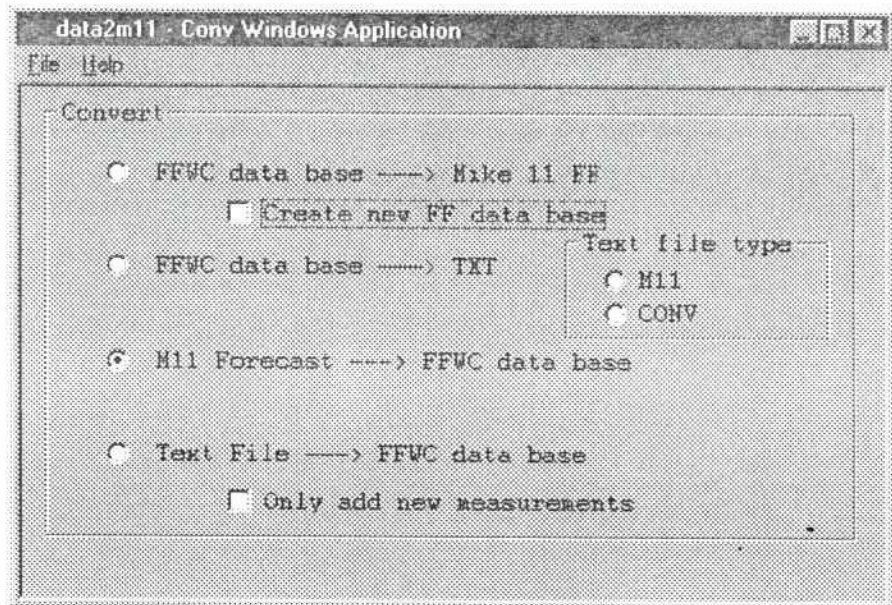 data2m11 - Conv Windows Application
File Help
Convert
FFWC data base ---> Mike 11 FF
Create new FF data base
FFWC data base ---> TXT
Text file type
M11
CONV
M11 Forecast ---> FFWC data base
Text File ---> FFWC data base
Only add new measurements